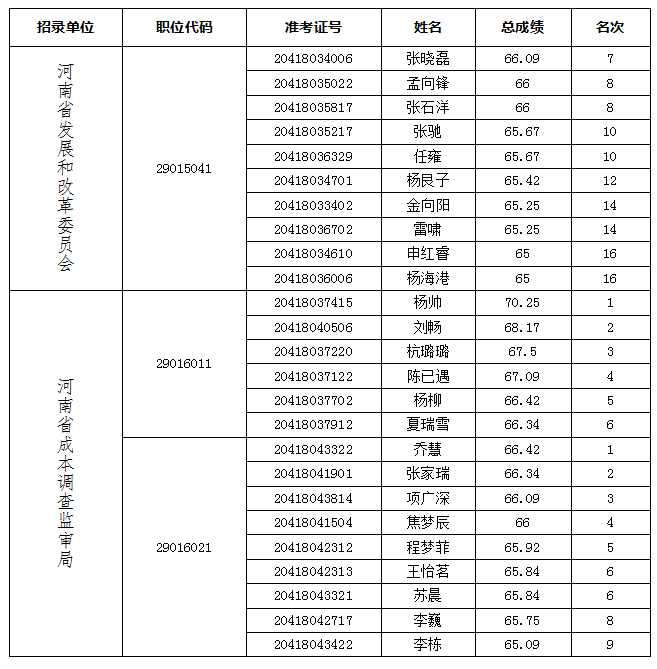 招录单位 职位代码 准考证号 姓名 总成绩 名次
河南省发展和改革委员会 29015041 20418034006 张晓磊 66.09 7
20418035022 孟向锋 66 8
20418035817 张石洋 66 8
20418035217 张驰 65.67 10
20418036329 任雍 65.67 10
20418034701 杨艮子 65.42 12
20418033402 金向阳 65.25 14
20418036702 雷啸 65.25 14
20418034610 申红睿 65 16
20418036006 杨海港 65 16
河南省成本调查监审局 29016011 20418037415 杨帅 70.25 1
20418040506 刘畅 68.17 2
20418037220 杭璐璐 67.5 3
20418037122 陈已遇 67.09 4
20418037702 杨柳 66.42 5
20418037912 夏瑞雪 66.34 6
29016021 20418043322 乔慧 66.42 1
20418041901 张家瑞 66.34 2
20418043814 项广深 66.09 3
20418041504 焦梦辰 66 4
20418042312 程梦菲 65.92 5
20418042313 王怡茗 65.84 6
20418043321 苏晨 65.84 6
20418042717 李巍 65.75 8
20418043422 李栋 65.09 9